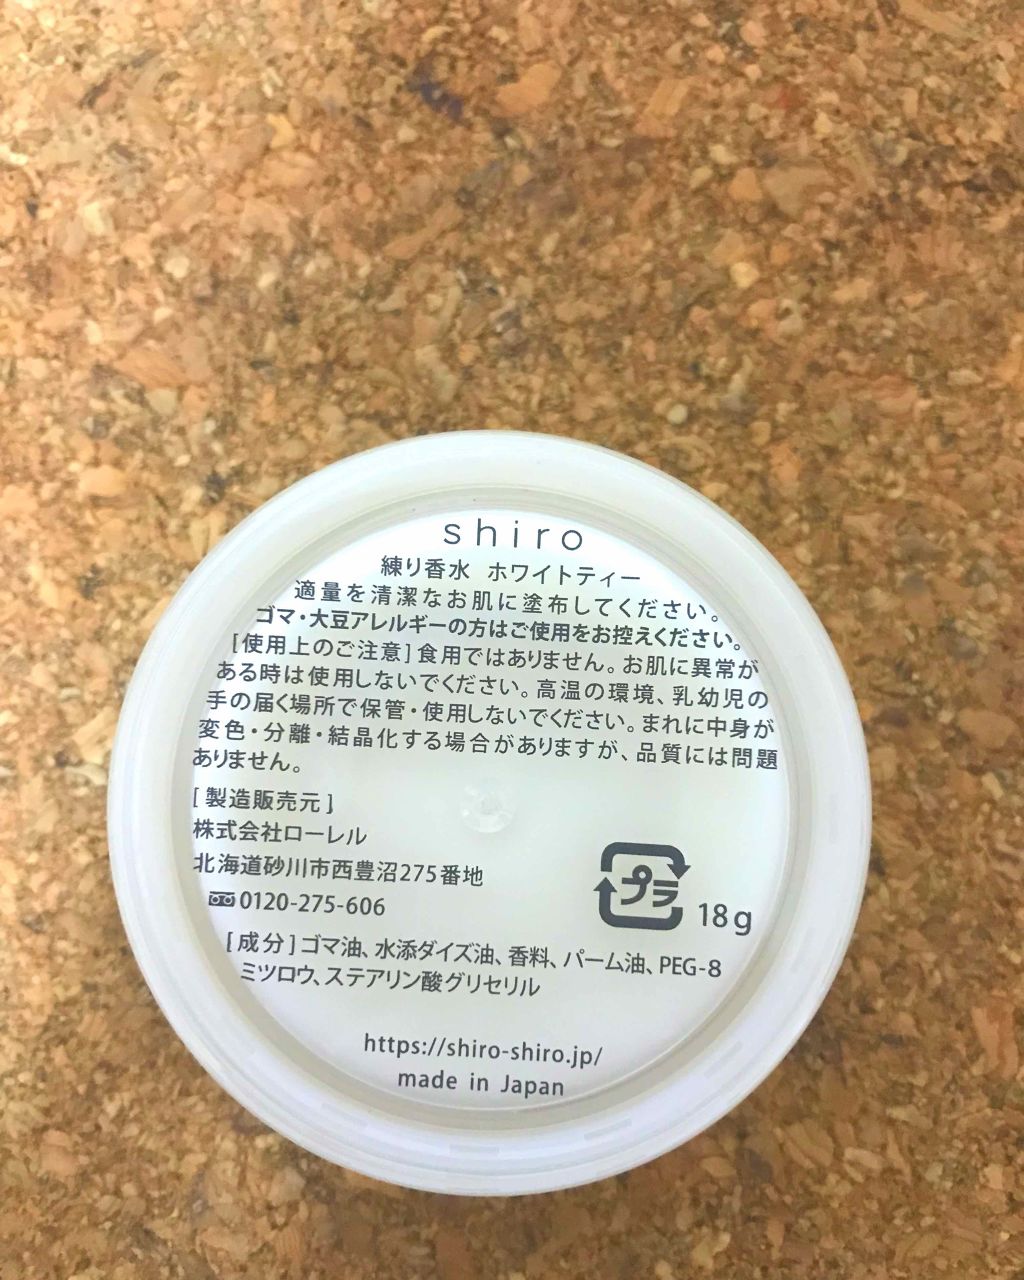 shiro
練り香水 ホワイトティー
適量を清潔なお肌に塗布してください。
ゴマ・大豆アレルギーの方はご使用をお控えください。
[使用上のご注意]食用ではありません。お肌に異常が
ある時は使用しないでください。高温の環境、乳幼児の
手の届く場所で保管・使用しないでください。まれに中身が
変色・分離・結晶化する場合がありますが、品質には問題
ありません。
[製造販売元]
株式会社ローレル
北海道砂川市西豊沼275番地
0120-275-606
プラ
18g
[成分]ゴマ油、水添ダイズ油、香料、パーム油、PEG-8
ミツロウ、ステアリン酸グリセリル
https://shiro-shiro.jp/
made in Japan